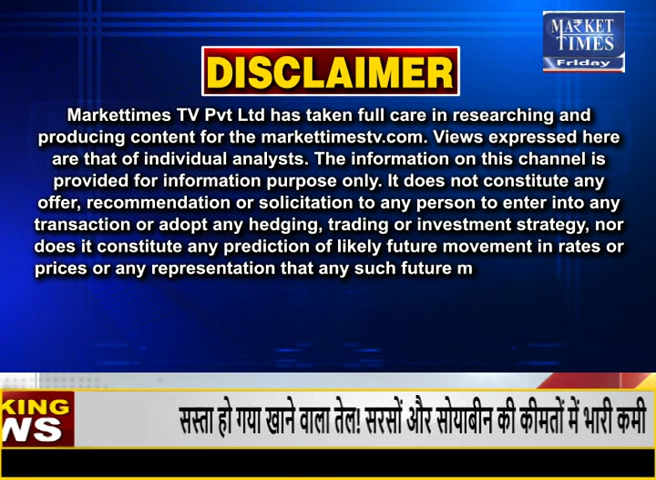 MARKET
TIMES
Friday
DISCLAIMER
Markettimes TV Pvt Ltd has taken full care in researching and
producing content for the markettimestv.com. Views expressed here
are that of individual analysts. The information on this channel is
provided for information purpose only. It does not constitute any
offer, recommendation or solicitation to any person to enter into any
transaction or adopt any hedging, trading or investment strategy, nor
does it constitute any prediction of likely future movement in rates or
prices or any representation that any such future m
KING
WS
सस्ता हो गया खाने वाला तेल! सरसों और सोयाबीन की कीमतों में भारी कमी